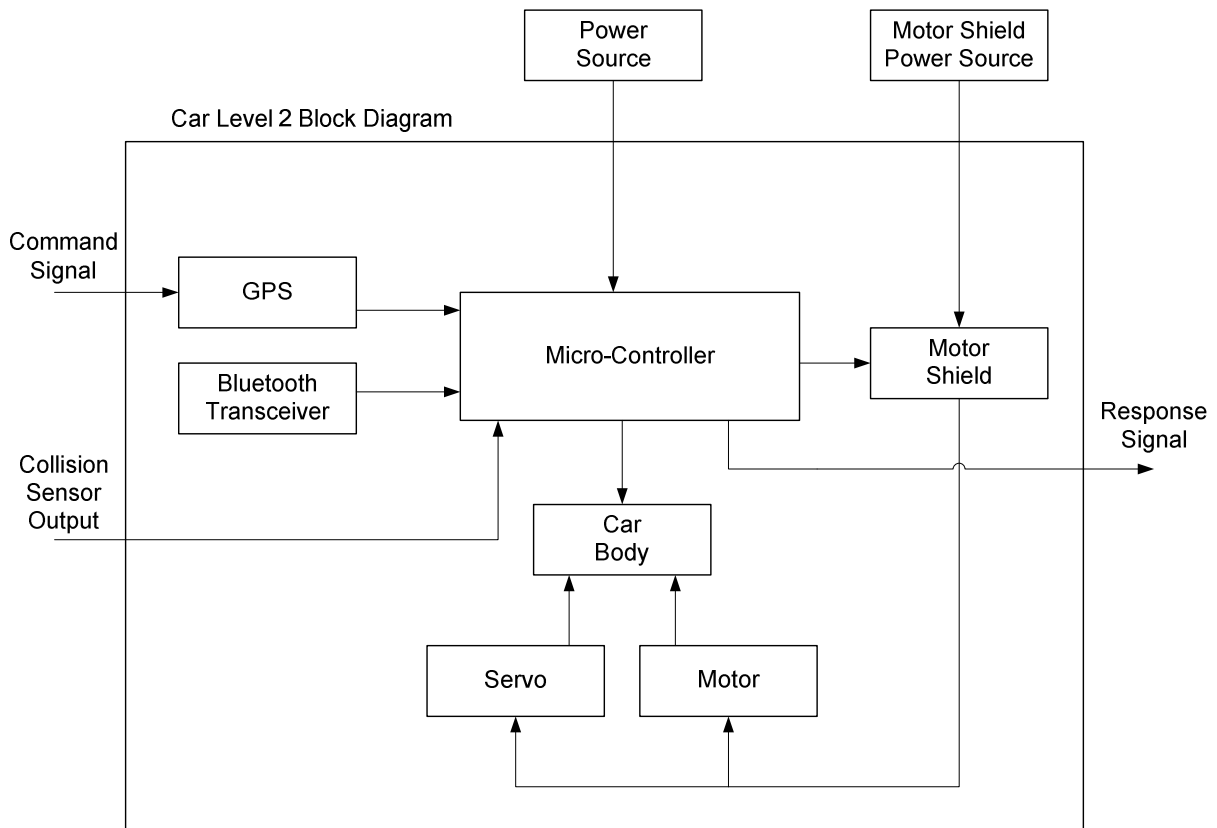 Power
Source
Motor Shield
Power Source
Car Level 2 Block Diagram
Command
Signal
GPS
Micro-Controller
Motor
Shield
Bluetooth
Transceiver
Response
Signal
Collision
Sensor
Output
Car
Body
Servo
Motor